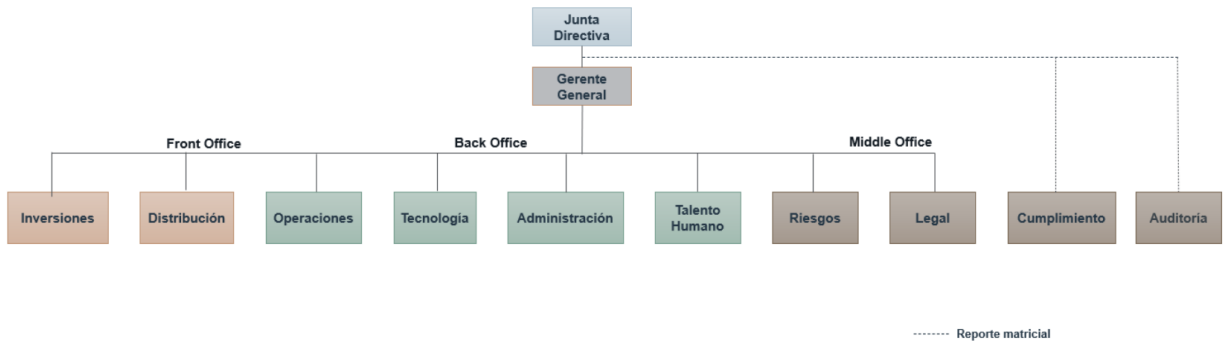 Junta
Directiva
Gerente
General
Front Office
Back Office
Middle Office
Inversiones
Distribución
Operaciones
Tecnología
Administración
Talento
Humano
Riesgos
Legal
Cumplimiento
Auditoria
Reporte matricial